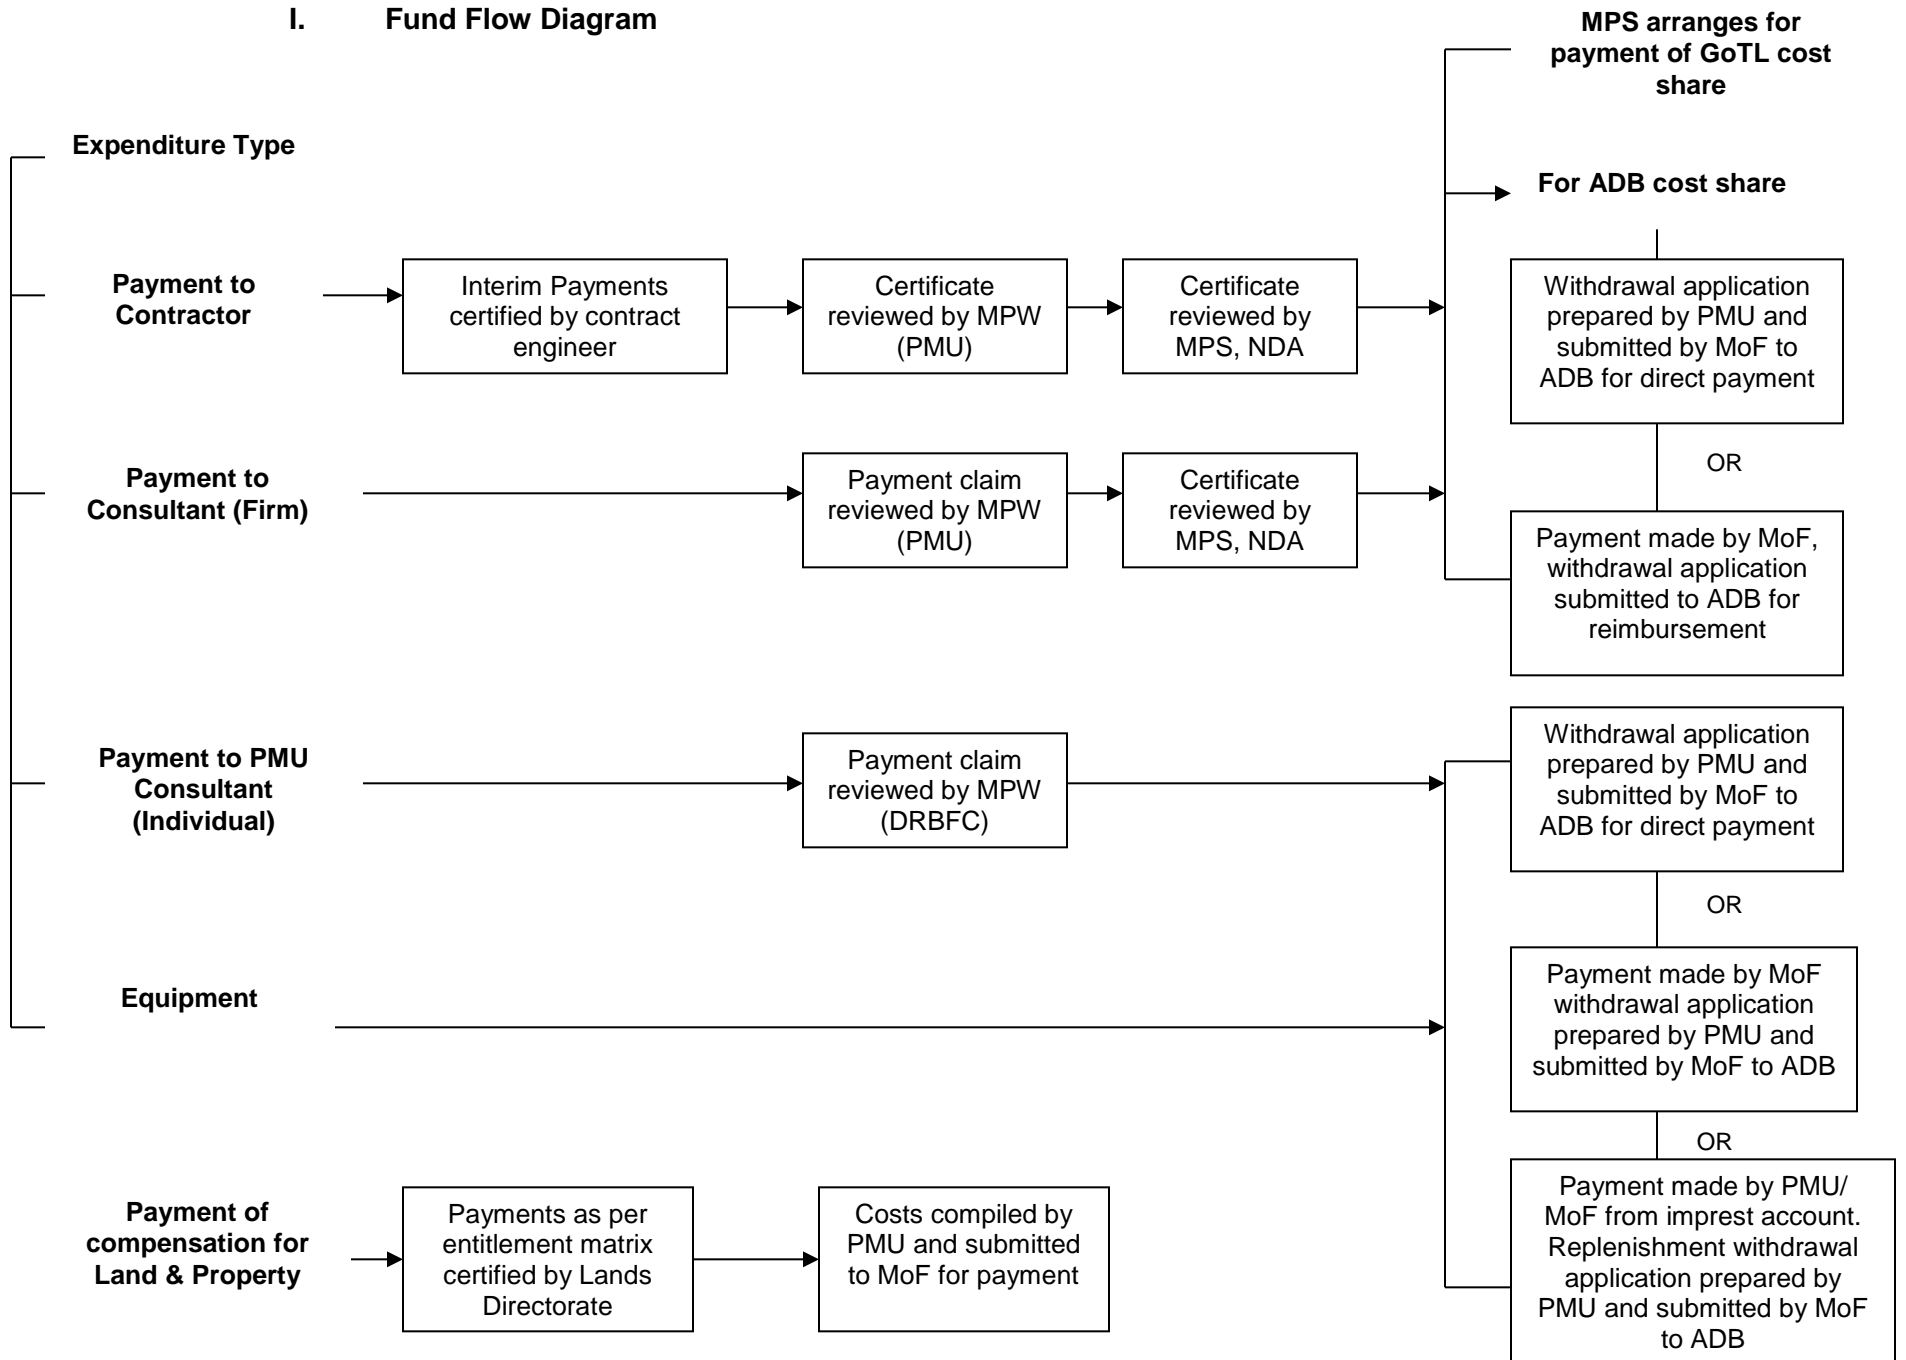 I. Fund Flow Diagram
MPS arranges for
payment of GoTL cost
share
Expenditure Type
For ADB cost share
Payment to
Contractor
Interim Payments
certified by contract
engineer
Certificate
reviewed by MPW
(PMU)
Certificate
reviewed by
MPS, NDA
Withdrawal application
prepared by PMU and
submitted by MoF to
ADB for direct payment
OR
Payment to
Consultant (Firm)
Payment claim
reviewed by MPW
(PMU)
Certificate
reviewed by
MPS, NDA
Payment made by MoF,
withdrawal application
submitted to ADB for
reimbursement
Payment to PMU
Consultant
(Individual)
Payment claim
reviewed by MPW
(DRBFC)
Withdrawal application
prepared by PMU and
submitted by MoF to
ADB for direct payment
OR
Equipment
Payment made by MoF
withdrawal application
prepared by PMU and
submitted by MoF to ADB
OR
Payment of
compensation for
Land & Property
Payments as per
entitlement matrix
certified by Lands
Directorate
Costs compiled by
PMU and submitted
to MoF for payment
Payment made by PMU/
MoF from imprest account.
Replenishment withdrawal
application prepared by
PMU and submitted by MoF
to ADB